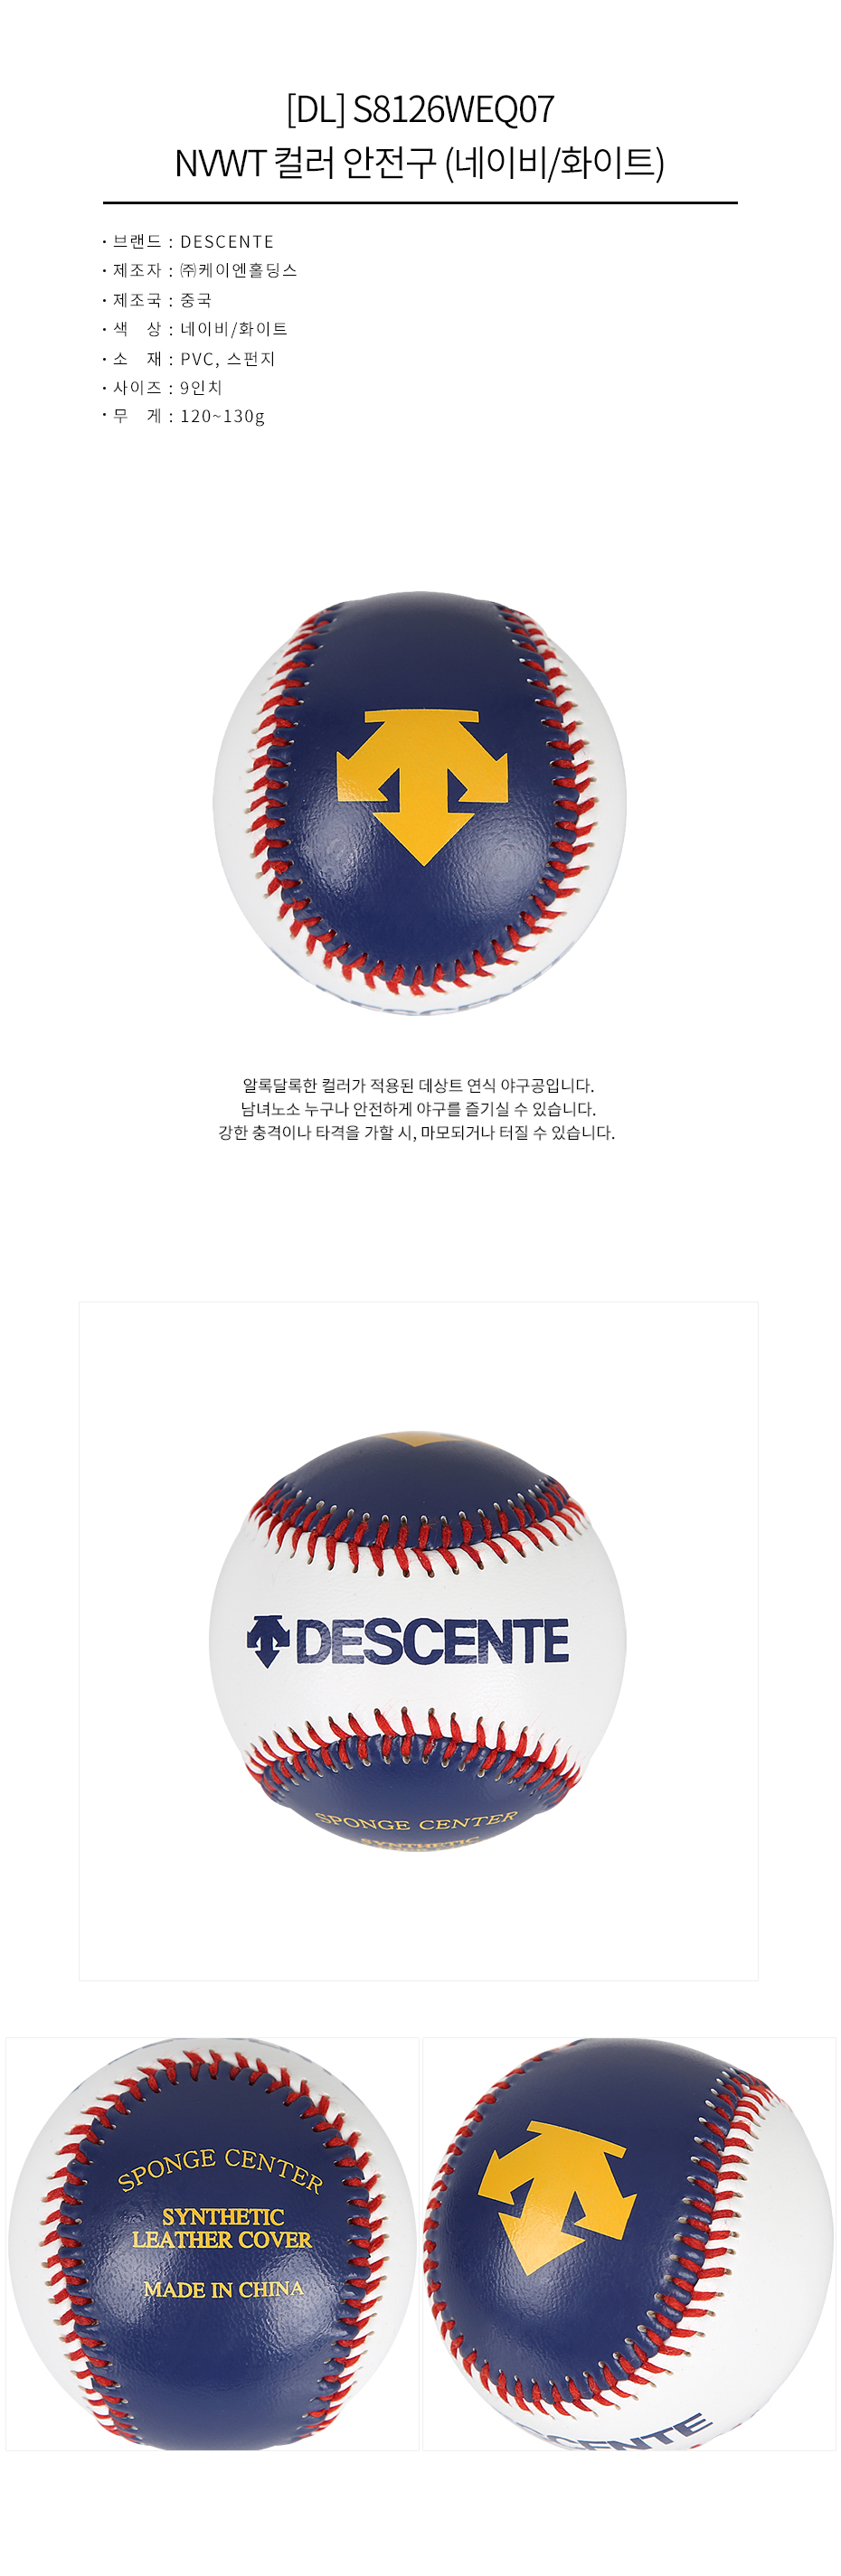 [DL] S8126WEQ07
NVWT 컬러 안전구 (네이비/화이트)
· 브랜드 : DESCENTE
· 제조자 : ㈜케이엔홀딩스
· 제조국 : 중국
· 색 상 : 네이비/화이트
· 소 재 : PVC, 스펀지
· 사이즈 : 9인치
· 무 게 : 120~130g
알록달록한 컬러가 적용된 데상트 연식 야구공입니다.
남녀노소 누구나 안전하게 야구를 즐기실 수 있습니다.
강한 충격이나 타격을 가할 시, 마모되거나 터질 수 있습니다.
DESCENTE
SPONGE CENTER
SYNTHETIC
SPONGE CENTER
SYNTHETIC
LEATHER COVER
MADE IN CHINA
SCENTE